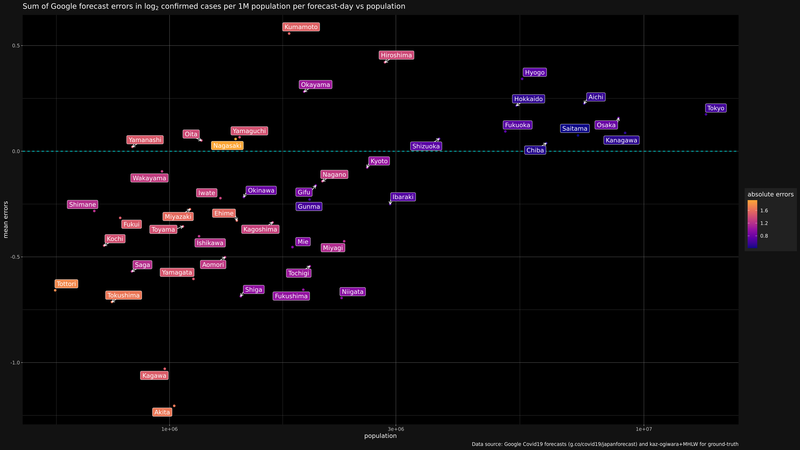 Sum of Google forecast errors in log₂ confirmed cases per 1M population per forecast-day vs population
Kumamoto
0.5
Hiroshima
Hyogo
Okayama
Hokkaido
Aichi
Tokyo
Fukuoka
Saitama
Osaka
Oita
Yamaguchi
Yamanashi
Nagasaki
Shizuoka
Chiba
Kanagawa
0.0
Kyoto
Wakayama
Nagano
Iwate
Okinawa
Gifu
Ibaraki
Shimane
Gunma
Miyazaki
Ehime
Fukui
Toyama
Kagoshima
Kochi
Ishikawa
Mie
Miyagi
-0.5
Saga
Yamagata
Aomori
Tochigi
Tottori
Tokushima
Shiga
Fukushima
Niigata
-1.0
Kagawa
Akita
mean errors
absolute errors
1.6
1.2
0.8
1e+06
3e+06
1e+07
population
Data source: Google Covid19 forecasts (g.co/covid19/japanforecast) and kaz-ogiwara+MHLW for ground-truth